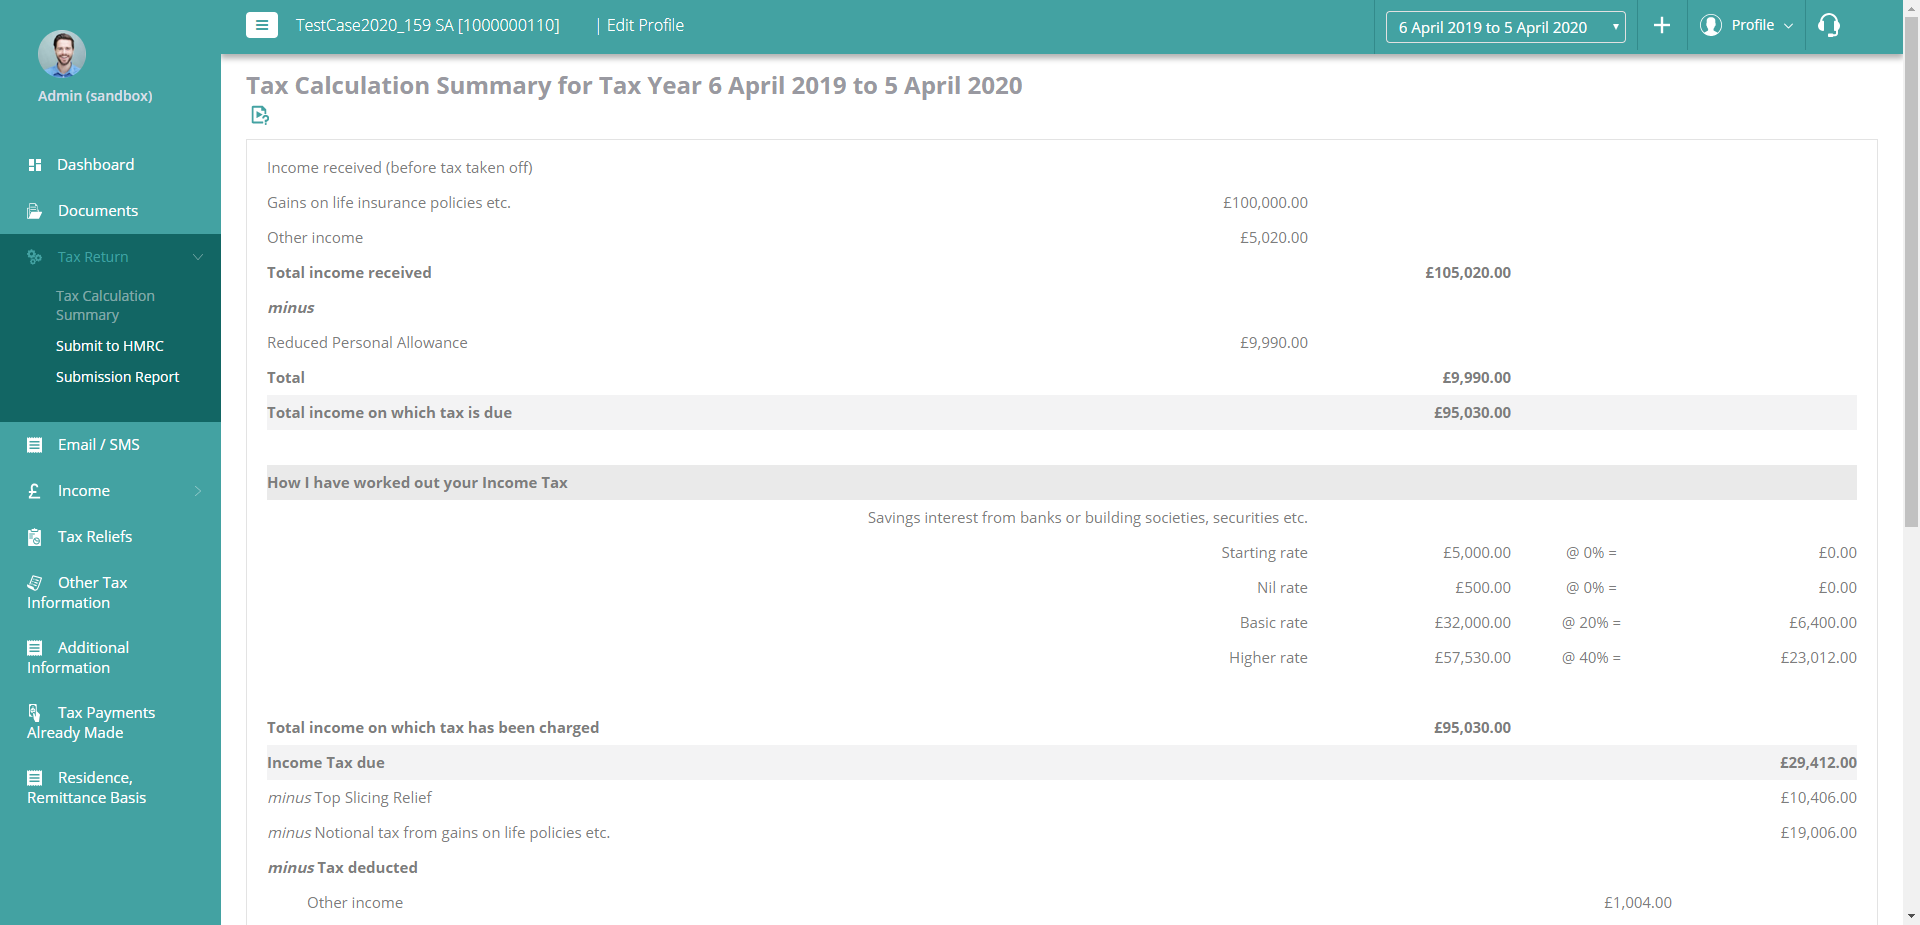 TestCase2020_159 SA [1000000110] | Edit Profile
6 April 2019 to 5 April 2020
Profile
Admin (sandbox)
Dashboard
Documents
Tax Return
Tax Calculation
Summary
Submit to HMRC
Submission Report
Email / SMS
Income
Tax Reliefs
Other Tax
Information
Additional
Information
Tax Payments
Already Made
Residence,
Remittance Basis
Tax Calculation Summary for Tax Year 6 April 2019 to 5 April 2020
Income received (before tax taken off)
Gains on life insurance policies etc. £100,000.00
Other income £5,020.00
Total income received £105,020.00
minus
Reduced Personal Allowance £9,990.00
Total £9,990.00
Total income on which tax is due £95,030.00
How I have worked out your Income Tax
Savings interest from banks or building societies, securities etc.
Starting rate £5,000.00 @ 0% = £0.00
Nil rate £500.00 @ 0% = £0.00
Basic rate £32,000.00 @ 20% = £6,400.00
Higher rate £57,530.00 @ 40% = £23,012.00
Total income on which tax has been charged £95,030.00
Income Tax due £29,412.00
minus Top Slicing Relief £10,406.00
minus Notional tax from gains on life policies etc. £19,006.00
minus Tax deducted
Other income £1,004.00